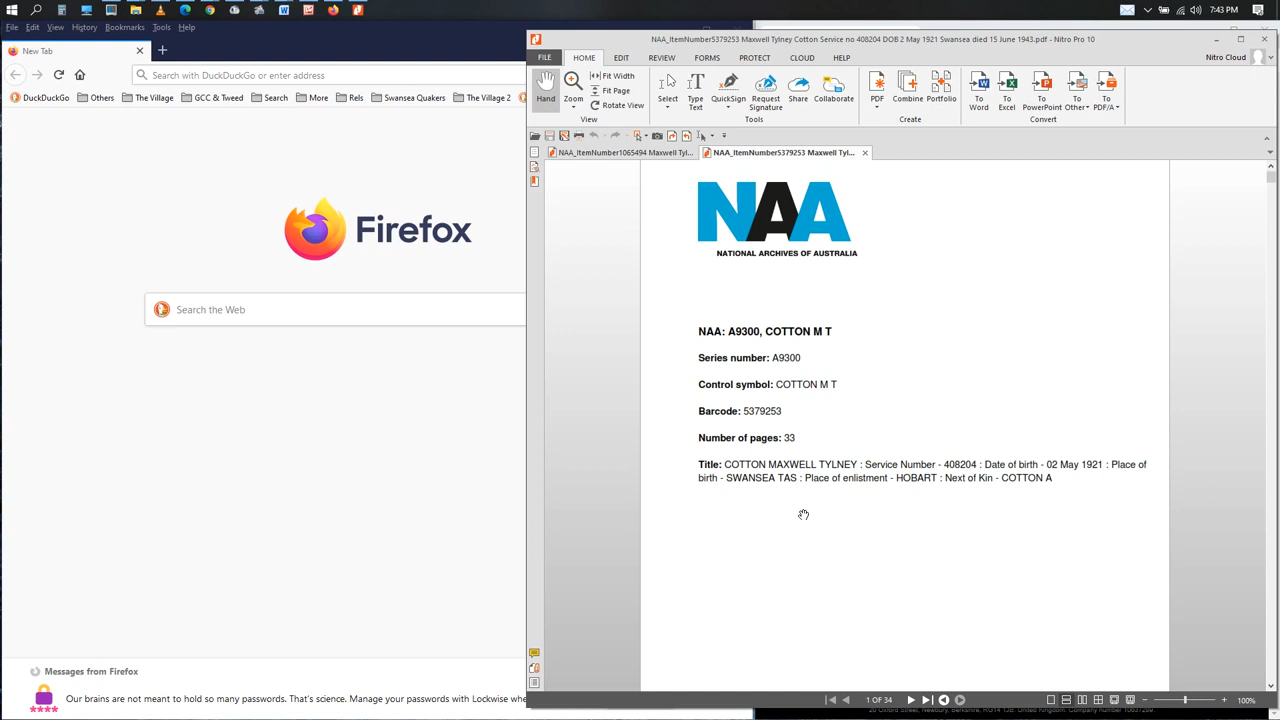 7:43 PM
File Edit View History Bookmarks Tools Help
New Tab
Search with DuckDuckGo or enter address
DuckDuckGo Others The Village GCC & Tweed Search More Rels Swansea Quakers The Village 2
Firefox
Search the Web
Messages from Firefox
Our brains are not meant to hold so many passwords. That's science. Manage your passwords with Lockwise whe
NAA_ItemNumber5379253 Maxwell Tylney Cotton Service no 408204 DOB 2 May 1921 Swansea died 15 June 1943.pdf - Nitro Pro 10
FILE HOME EDIT REVIEW FORMS PROTECT CLOUD HELP Nitro Cloud
Hand Zoom Fit Width Fit Page Rotate View Select Type Text QuickSign Request Signature Share Collaborate PDF Combine Portfolio To Word To Excel To PowerPoint To Other To PDF/A
View Tools Create Convert
NAA_ItemNumber1065494 Maxwell Tyl... NAA_ItemNumber5379253 Maxwell Tyl...
NAA
NATIONAL ARCHIVES OF AUSTRALIA
NAA: A9300, COTTON M T
Series number: A9300
Control symbol: COTTON M T
Barcode: 5379253
Number of pages: 33
Title: COTTON MAXWELL TYLNEY : Service Number - 408204 : Date of birth - 02 May 1921 : Place of
birth - SWANSEA TAS : Place of enlistment - HOBART : Next of Kin - COTTON A
1 OF 34 100%